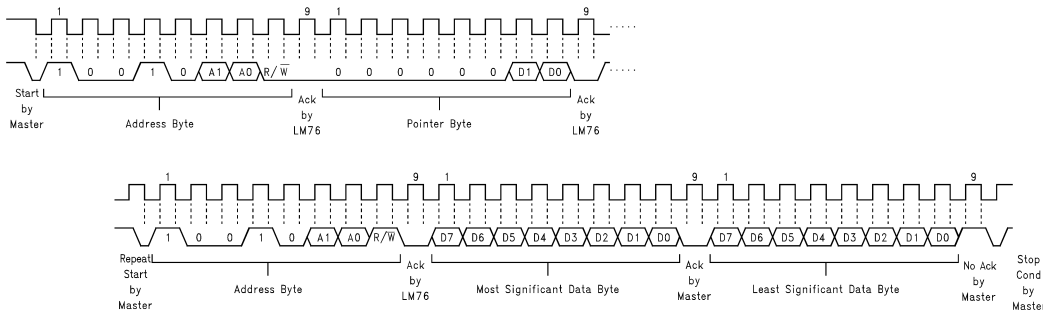 1 9 1 9
1 0 0 1 0 A1 A0 R/W 0 0 0 0 0 0 D1 D0
Start by Master
Address Byte
Ack by LM76
Pointer Byte
Ack by LM76
1 9 1 9 1 9
1 0 0 1 0 A1 A0 R/W D7 D6 D5 D4 D3 D2 D1 D0 D7 D6 D5 D4 D3 D2 D1 D0
Repeat Start by Master
Address Byte
Ack by LM76
Most Significant Data Byte
Ack by Master
Least Significant Data Byte
No Ack by Master
Stop Cond by